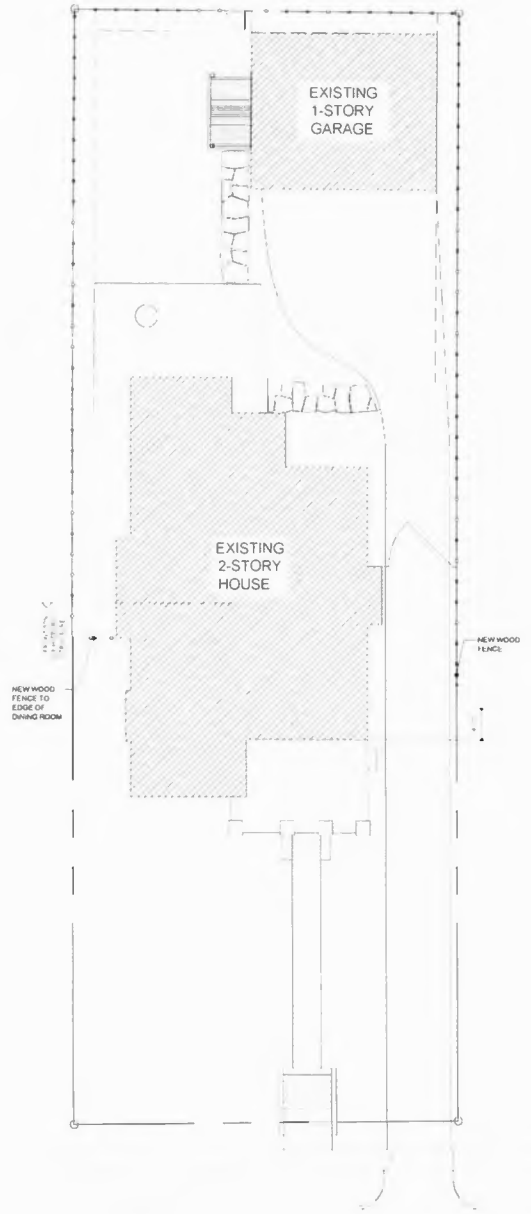 EXISTING
1-STORY
GARAGE
EXISTING
2-STORY
HOUSE
NEW WOOD
FENCE
NEW WOOD
FENCE TO
EDGE OF
DINING ROOM